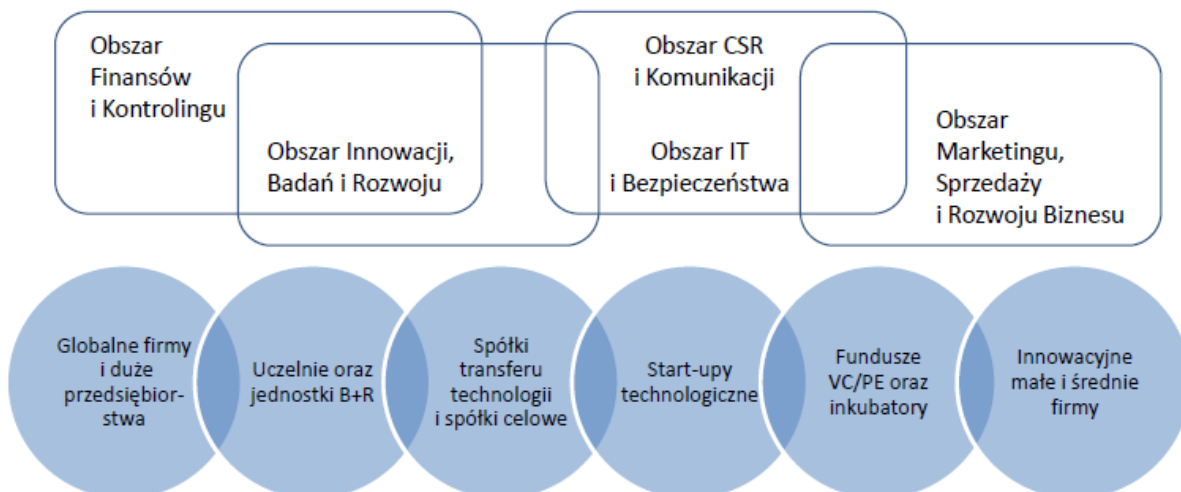 Obszar
Finansów
i Kontrolingu
Obszar Innowacji,
Badań i Rozwoju
Obszar CSR
i Komunikacji
Obszar IT
i Bezpieczeństwa
Obszar
Marketingu,
Sprzedaży
i Rozwoju Biznesu
Globalne firmy
i duże
przedsiębior-
stwa
Uczelnie oraz
jednostki B+R
Spółki
transferu
technologii
i spółki celowe
Start-upy
technologiczne
Fundusze
VC/PE oraz
inkubatory
Innowacyjne
małe i średnie
firmy